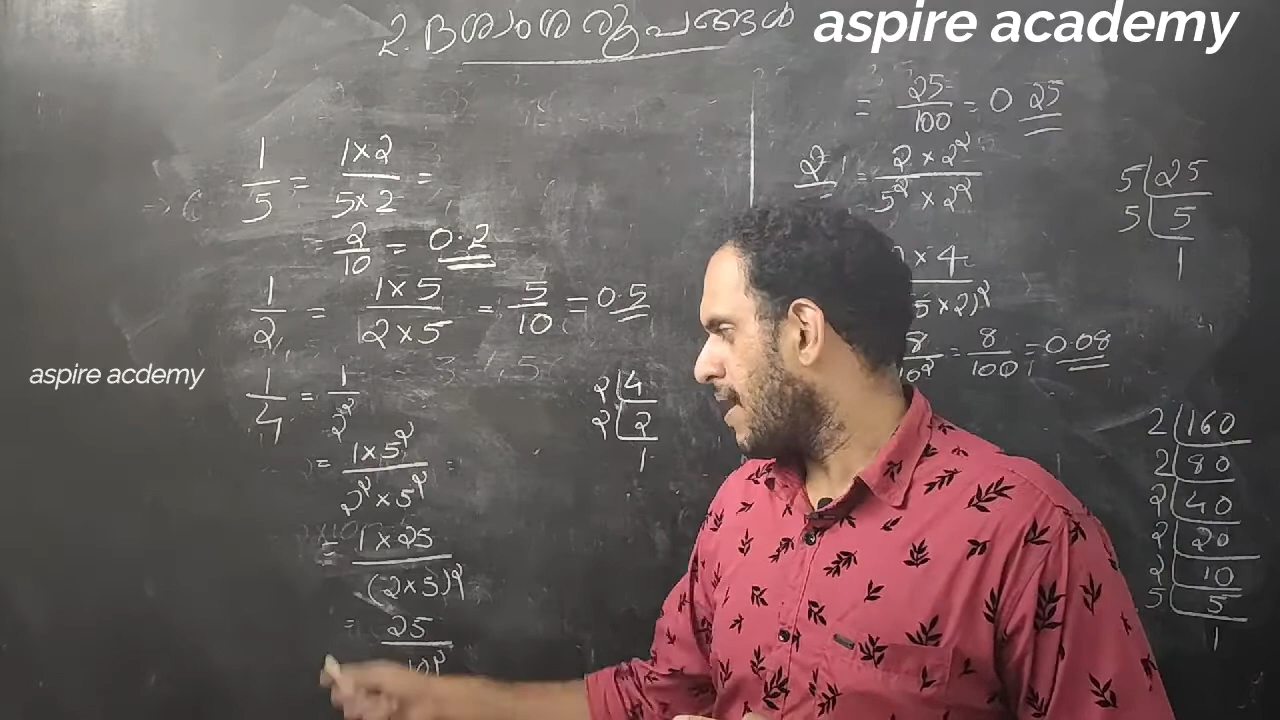 aspire academy
2. ദശാംശരൂപങ്ങൾ
1/5 = 1×2/5×2 =
= 2/10 = 0.2
1/2 = 1×5/2×5 = 5/10 = 0.5
aspire acdemy
1/4 = 1/2²
= 1×5²/2²×5²
= 1×25/(2×5)²
= 25/10²
2 4
2 2
1
= 25/100 = 0 25
2 = 2×2²/5²×2²
×4/5×2)²
8/10² = 8/100 = 0.08
5 25
5 5
1
2 160
2 80
2 40
2 20
2 10
5 5
1